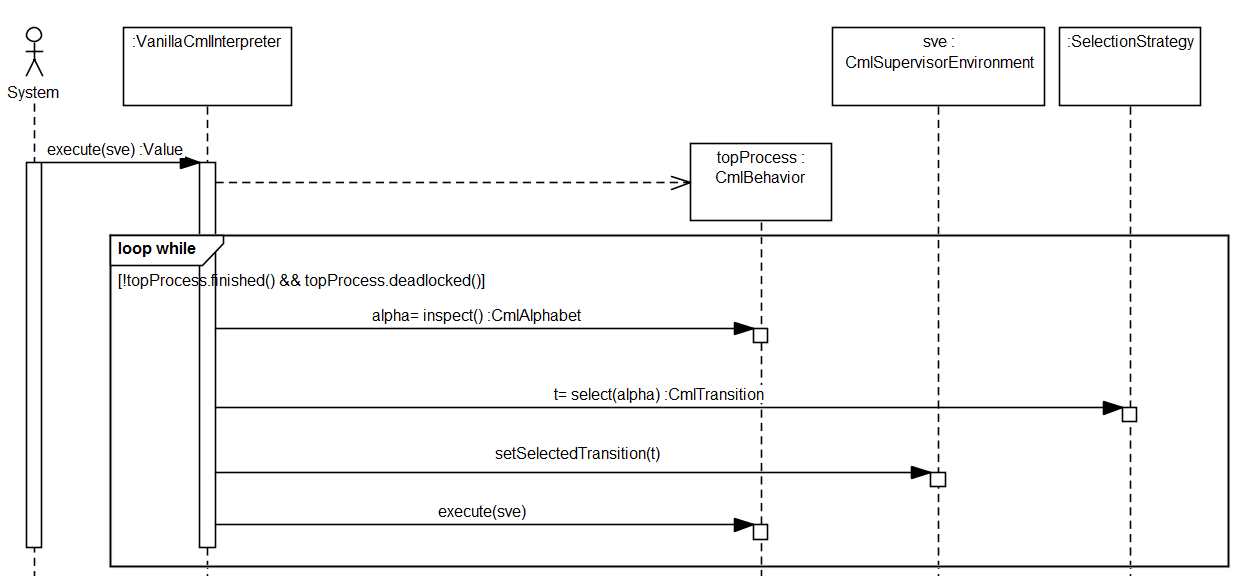 System
:VanillaCmlInterpreter
sve :
CmlSupervisorEnvironment
:SelectionStrategy
execute(sve) :Value
topProcess :
CmlBehavior
loop while
[!topProcess.finished() && topProcess.deadlocked()]
alpha= inspect() :CmlAlphabet
t= select(alpha) :CmlTransition
setSelectedTransition(t)
execute(sve)